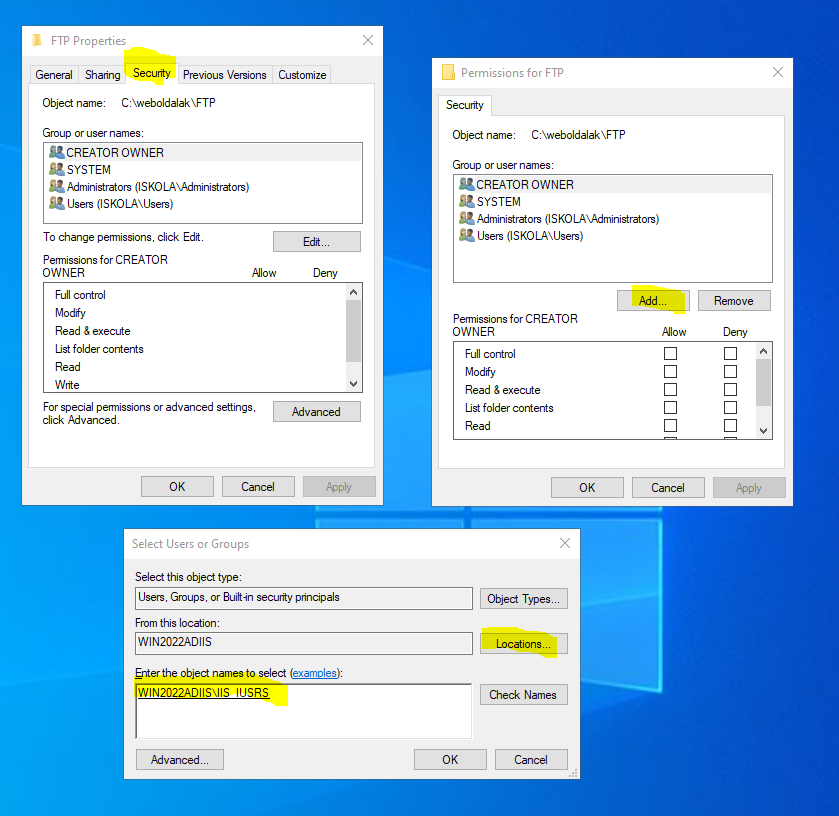 FTP Properties
General Sharing Security Previous Versions Customize
Object name: C:\weboldalak\FTP
Group or user names:
CREATOR OWNER
SYSTEM
Administrators (ISKOLA\Administrators)
Users (ISKOLA\Users)
To change permissions, click Edit.
Edit...
Permissions for CREATOR
OWNER Allow Deny
Full control
Modify
Read & execute
List folder contents
Read
Write
For special permissions or advanced settings,
click Advanced.
Advanced
OK Cancel Apply
Permissions for FTP
Security
Object name: C:\weboldalak\FTP
Group or user names:
CREATOR OWNER
SYSTEM
Administrators (ISKOLA\Administrators)
Users (ISKOLA\Users)
Add... Remove
Permissions for CREATOR
OWNER Allow Deny
Full control
Modify
Read & execute
List folder contents
Read
OK Cancel Apply
Select Users or Groups
Select this object type:
Users, Groups, or Built-in security principals
Object Types...
From this location:
WIN2022ADIIS
Locations...
Enter the object names to select (examples):
WIN2022ADIIS\IIS_IUSRS
Check Names
Advanced... OK Cancel